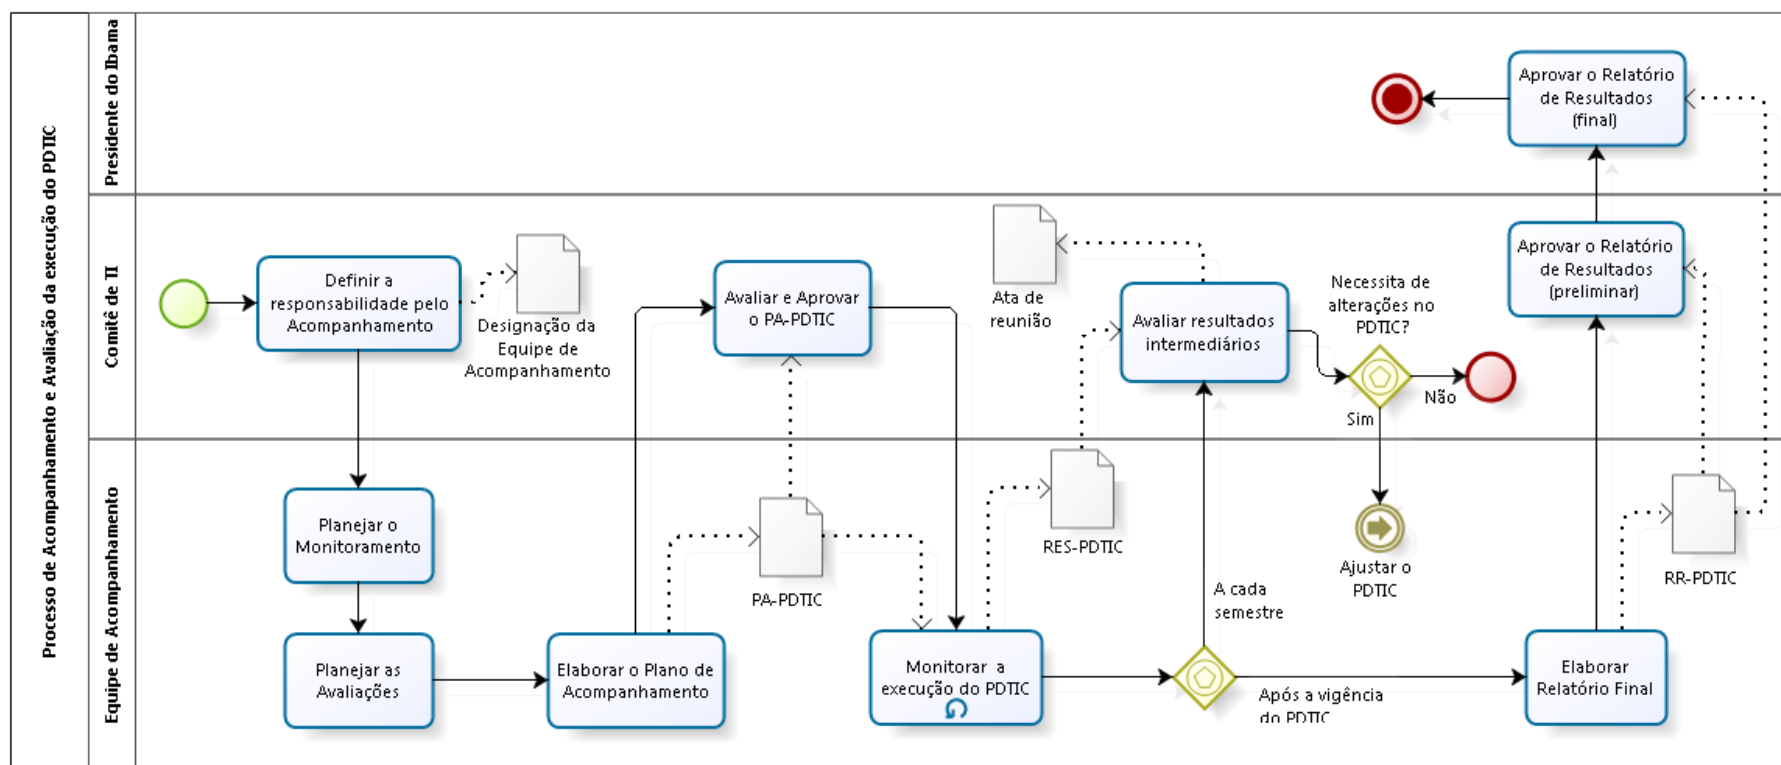 Processo de Acompanhamento e Avaliação da execução do PDTIC
Presidente do Ibama
Aprovar o Relatório
de Resultados
(final)
Comitê de TI
Definir a
responsabilidade pelo
Acompanhamento
Designação da
Equipe de
Acompanhamento
Avaliar e Aprovar
o PA-PDTIC
Ata de
reunião
Avaliar resultados
intermediários
Necessita de
alterações no
PDTIC?
Não
Sim
Aprovar o Relatório
de Resultados
(preliminar)
Equipe de Acompanhamento
Planejar o
Monitoramento
Planejar as
Avaliações
Elaborar o Plano de
Acompanhamento
PA-PDTIC
Monitorar a
execução do PDTIC
RES-PDTIC
A cada
semestre
Após a vigência
do PDTIC
Ajustar o
PDTIC
Elaborar
Relatório Final
RR-PDTIC